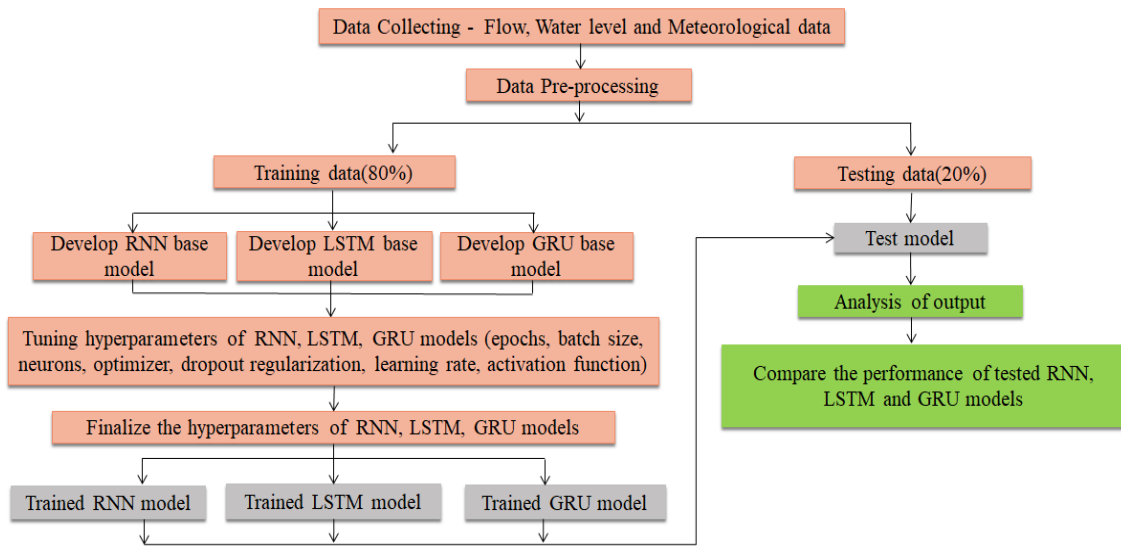 Data Collecting - Flow, Water level and Meteorological data
Data Pre-processing
Training data(80%)
Testing data(20%)
Develop RNN base
model
Develop LSTM base
model
Develop GRU base
model
Test model
Analysis of output
Tuning hyperparameters of RNN, LSTM, GRU models (epochs, batch size,
neurons, optimizer, dropout regularization, learning rate, activation function)
Compare the performance of tested RNN,
LSTM and GRU models
Finalize the hyperparameters of RNN, LSTM, GRU models
Trained RNN model
Trained LSTM model
Trained GRU model